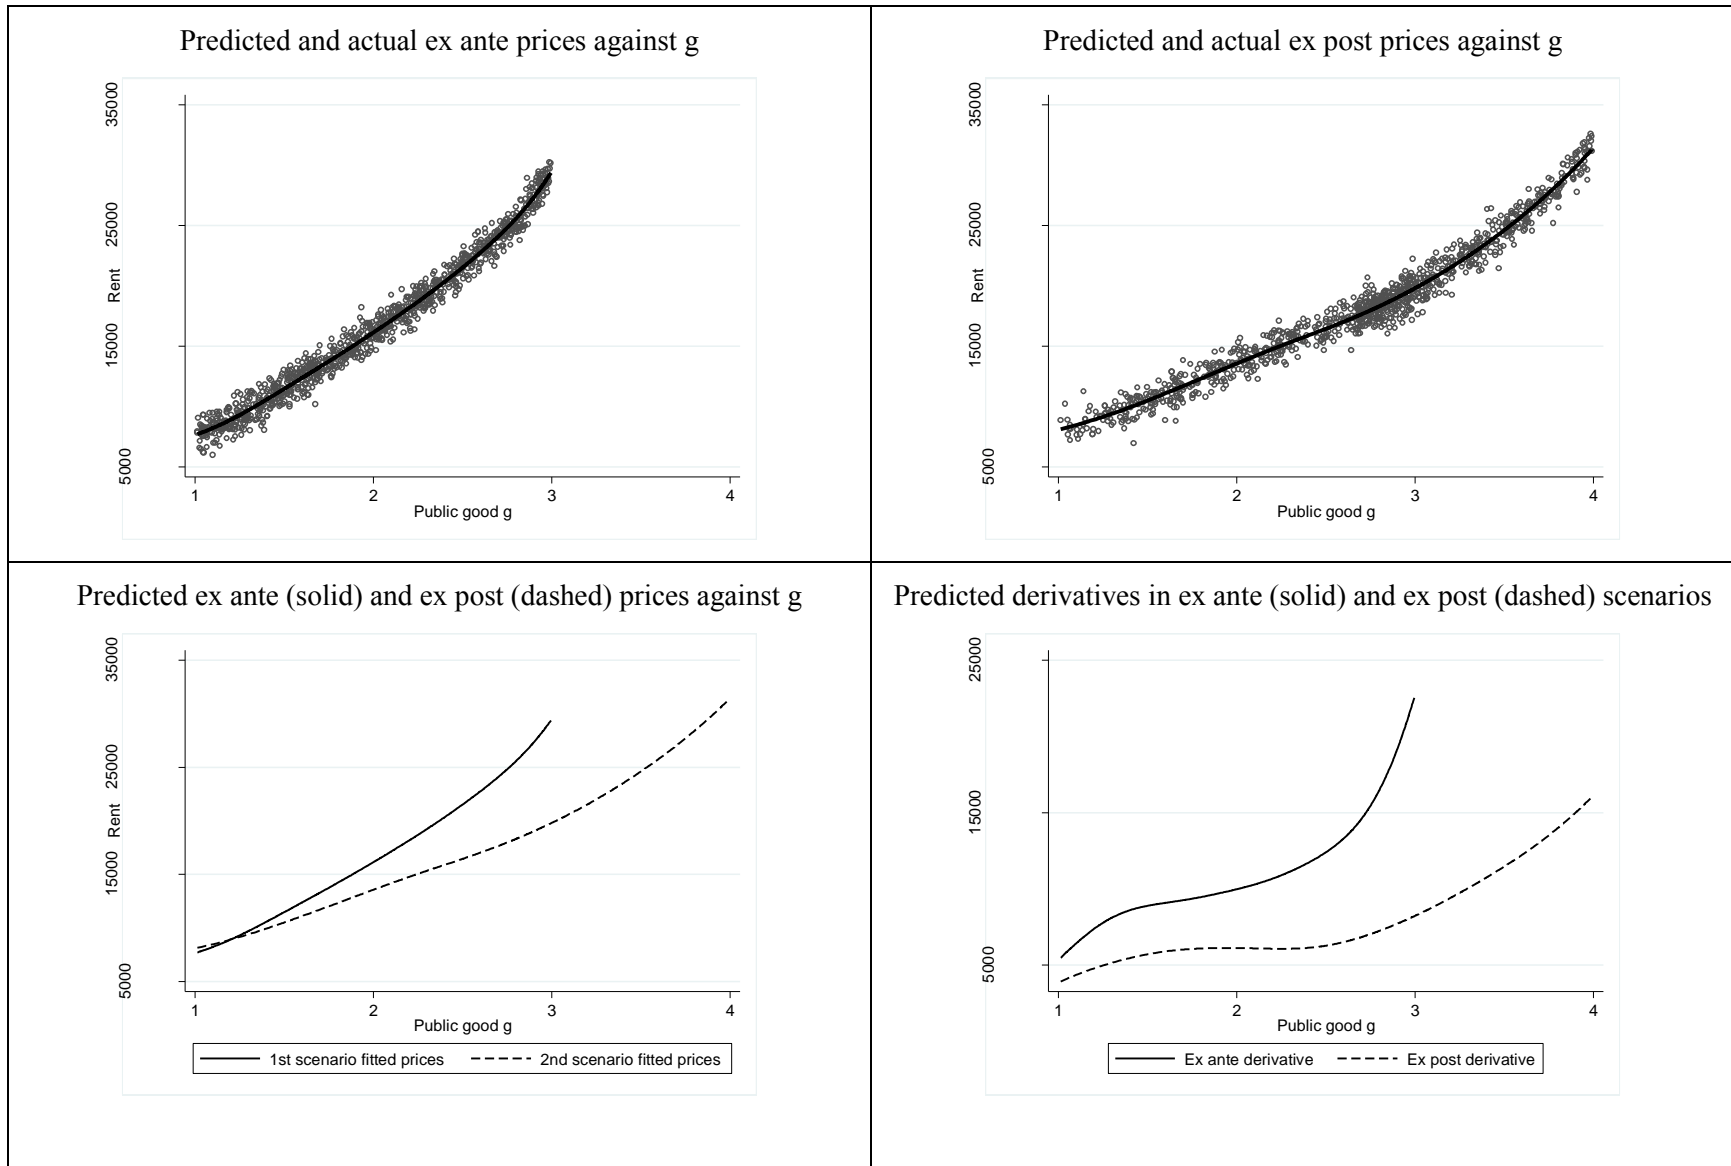 Predicted and actual ex ante prices against g
35000
25000
Rent
15000
5000
1 2 3 4
Public good g
Predicted and actual ex post prices against g
35000
25000
Rent
15000
5000
1 2 3 4
Public good g
Predicted ex ante (solid) and ex post (dashed) prices against g
35000
25000
Rent
15000
5000
1 2 3 4
Public good g
1st scenario fitted prices 2nd scenario fitted prices
Predicted derivatives in ex ante (solid) and ex post (dashed) scenarios
25000
15000
5000
1 2 3 4
Public good g
Ex ante derivative Ex post derivative